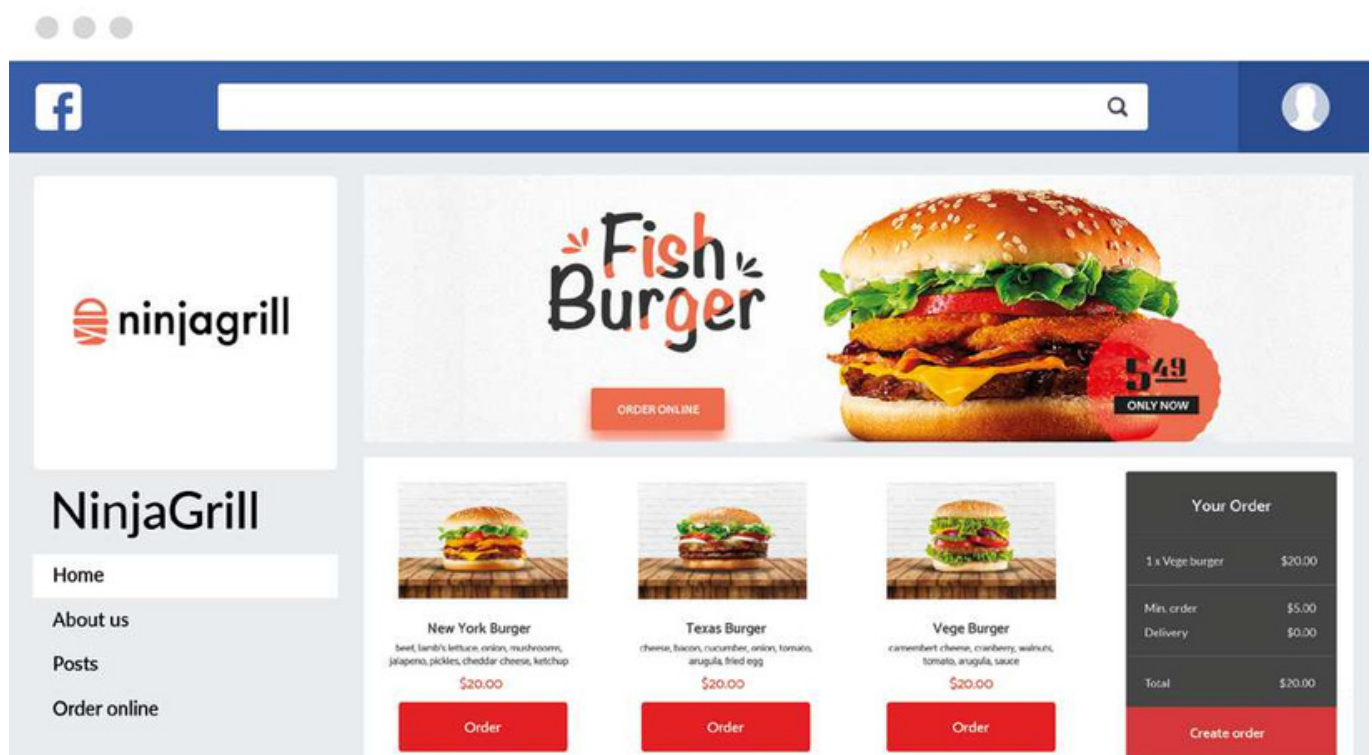 f
ninjagrill
Fish
Burger
ORDER ONLINE
5 49
ONLY NOW
NinjaGrill
Home
About us
Posts
Order online
New York Burger
beef, lamb's lettuce, onion, mushrooms,
jalapeno, pickles, cheddar cheese, ketchup
$20.00
Order
Texas Burger
cheese, bacon, cucumber, onion, tomato,
arugula, fried egg
$20.00
Order
Vege Burger
camembert cheese, cranberry, walnuts,
tomato, arugula, sauce
$20.00
Order
Your Order
1 x Vege burger $20.00
Min. order $5.00
Delivery $0.00
Total $20.00
Create order